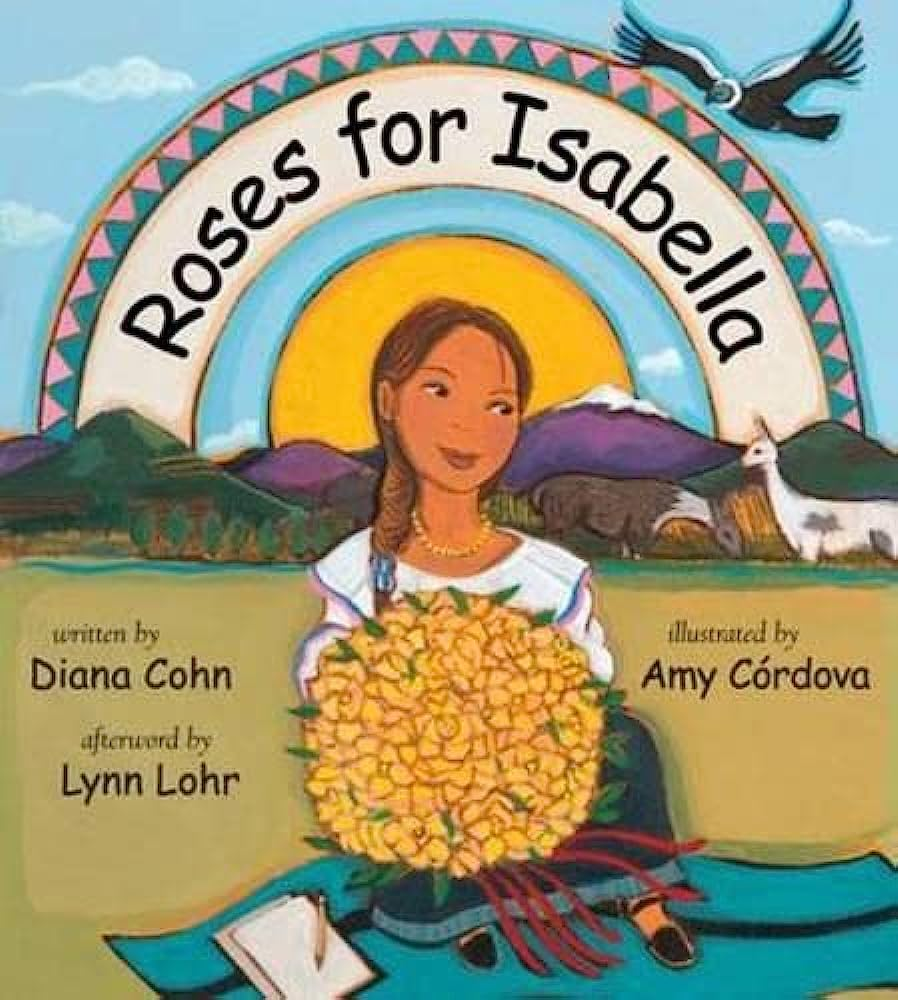 Roses for Isabella
written by
Diana Cohn
afterword by
Lynn Lohr
illustrated by
Amy Córdova